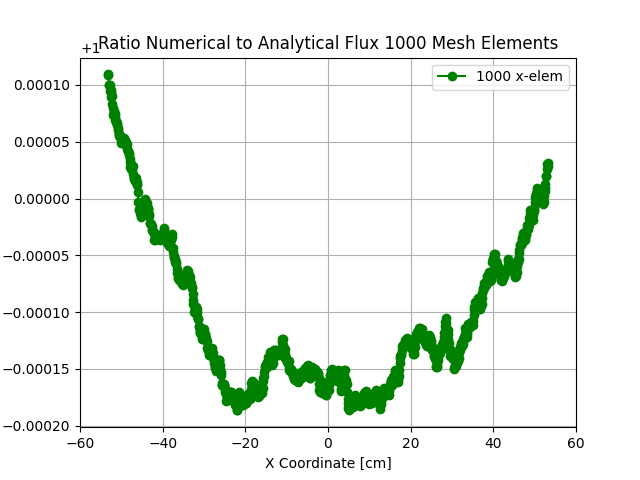 Ratio Numerical to Analytical Flux 1000 Mesh Elements
+1
1000 x-elem
0.00010
0.00005
0.00000
−0.00005
−0.00010
−0.00015
−0.00020
−60 −40 −20 0 20 40 60
X Coordinate [cm]